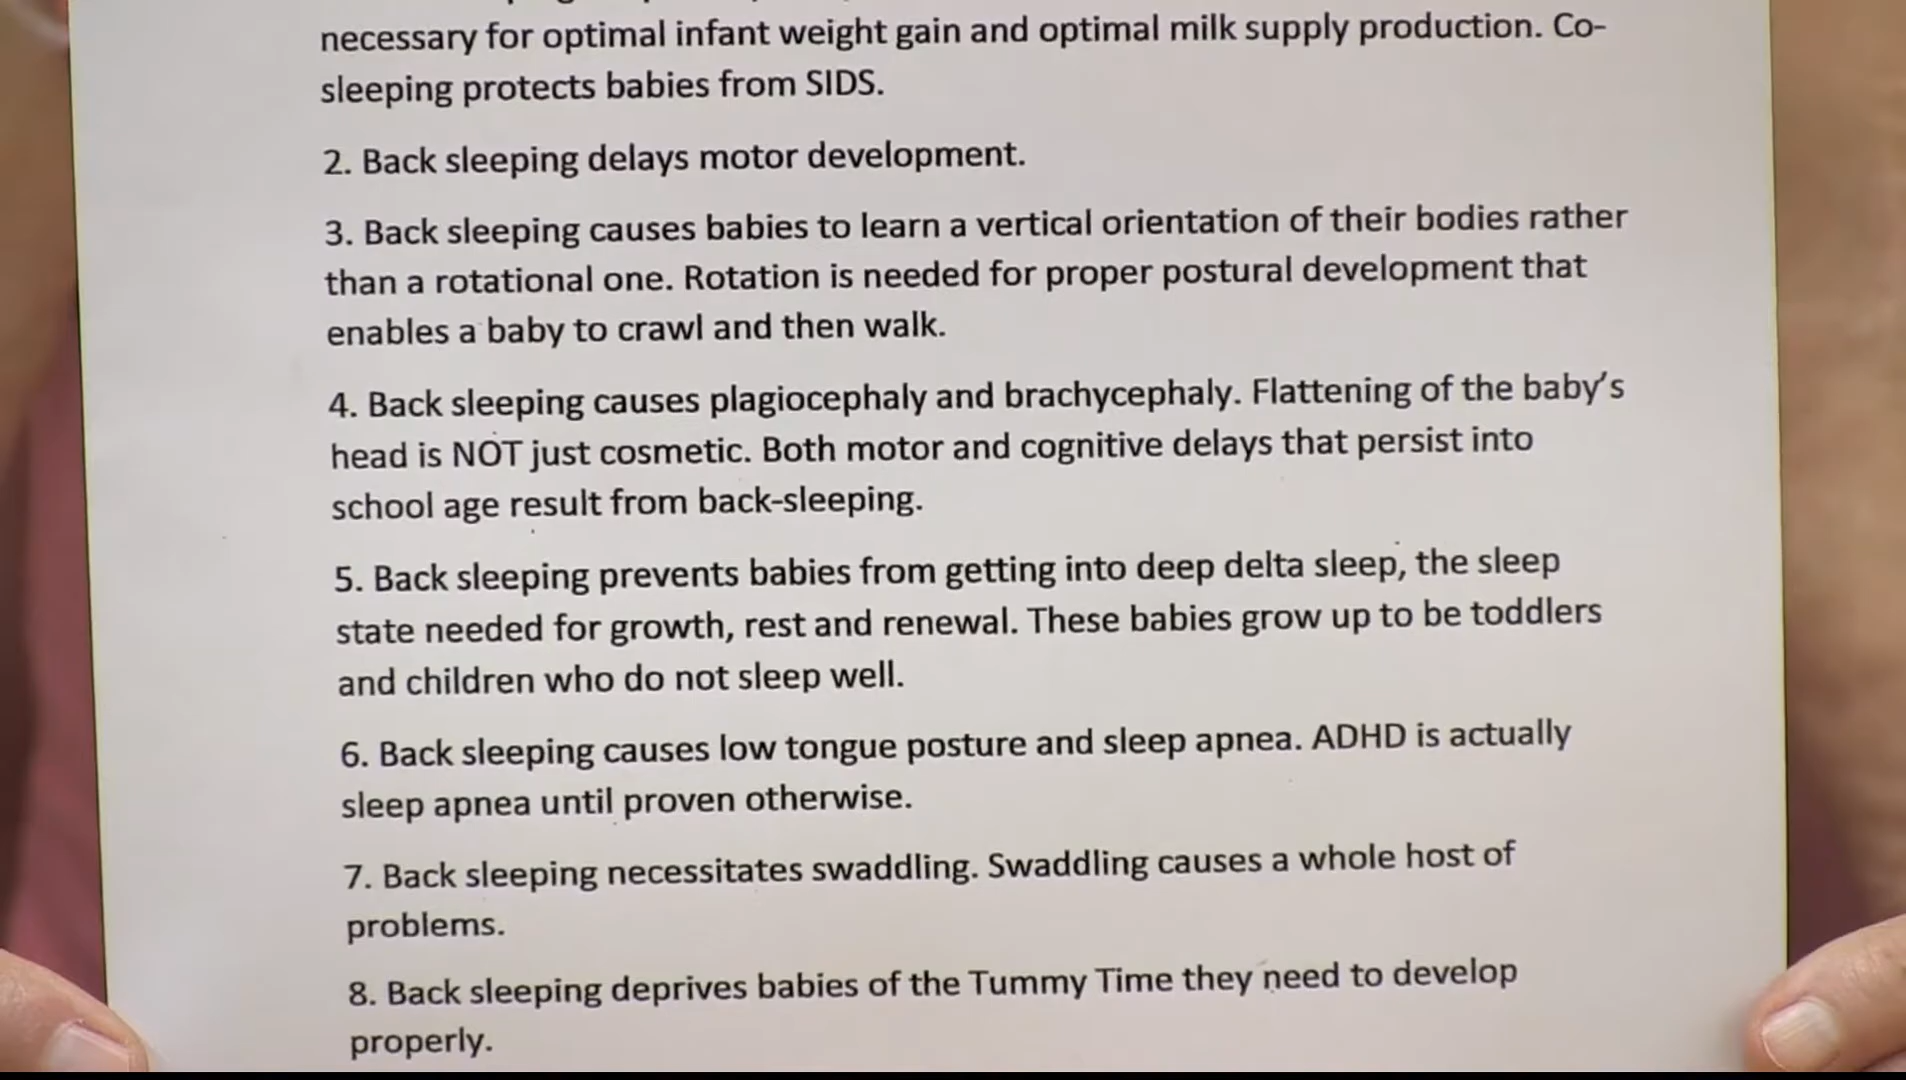 necessary for optimal infant weight gain and optimal milk supply production. Co-
sleeping protects babies from SIDS.
2. Back sleeping delays motor development.
3. Back sleeping causes babies to learn a vertical orientation of their bodies rather
than a rotational one. Rotation is needed for proper postural development that
enables a baby to crawl and then walk.
4. Back sleeping causes plagiocephaly and brachycephaly. Flattening of the baby's
head is NOT just cosmetic. Both motor and cognitive delays that persist into
school age result from back-sleeping.
5. Back sleeping prevents babies from getting into deep delta sleep, the sleep
state needed for growth, rest and renewal. These babies grow up to be toddlers
and children who do not sleep well.
6. Back sleeping causes low tongue posture and sleep apnea. ADHD is actually
sleep apnea until proven otherwise.
7. Back sleeping necessitates swaddling. Swaddling causes a whole host of
problems.
8. Back sleeping deprives babies of the Tummy Time they need to develop
properly.